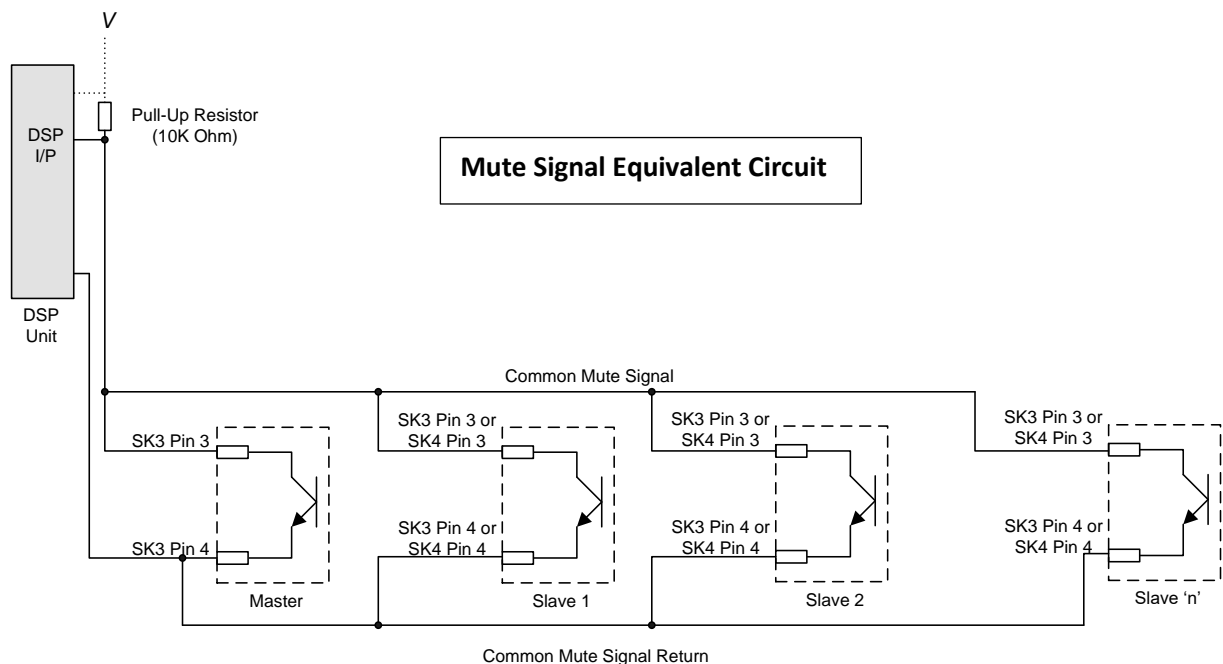 V
DSP
I/P
Pull-Up Resistor
(10K Ohm)
Mute Signal Equivalent Circuit
DSP
Unit
Common Mute Signal
SK3 Pin 3
SK3 Pin 3 or
SK4 Pin 3
SK3 Pin 3 or
SK4 Pin 3
SK3 Pin 3 or
SK4 Pin 3
SK3 Pin 4
SK3 Pin 4 or
SK4 Pin 4
SK3 Pin 4 or
SK4 Pin 4
SK3 Pin 4 or
SK4 Pin 4
Master
Slave 1
Slave 2
Slave ‘n’
Common Mute Signal Return